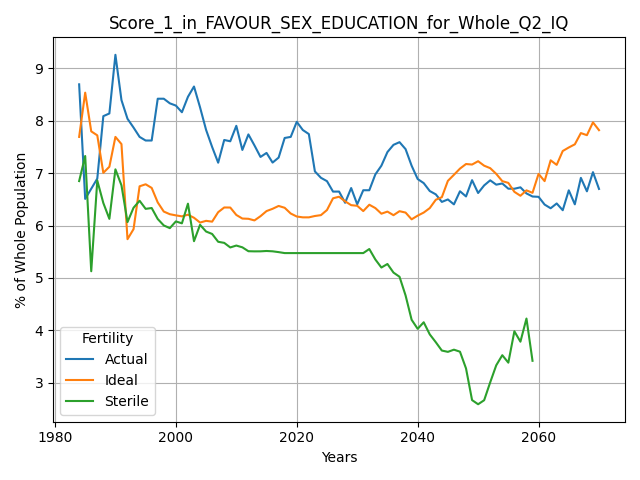 Score_1_in_FAVOUR_SEX_EDUCATION_for_Whole_Q2_IQ
% of Whole Population
9
8
7
6
5
4
3
Fertility
Actual
Ideal
Sterile
1980 2000 2020 2040 2060
Years